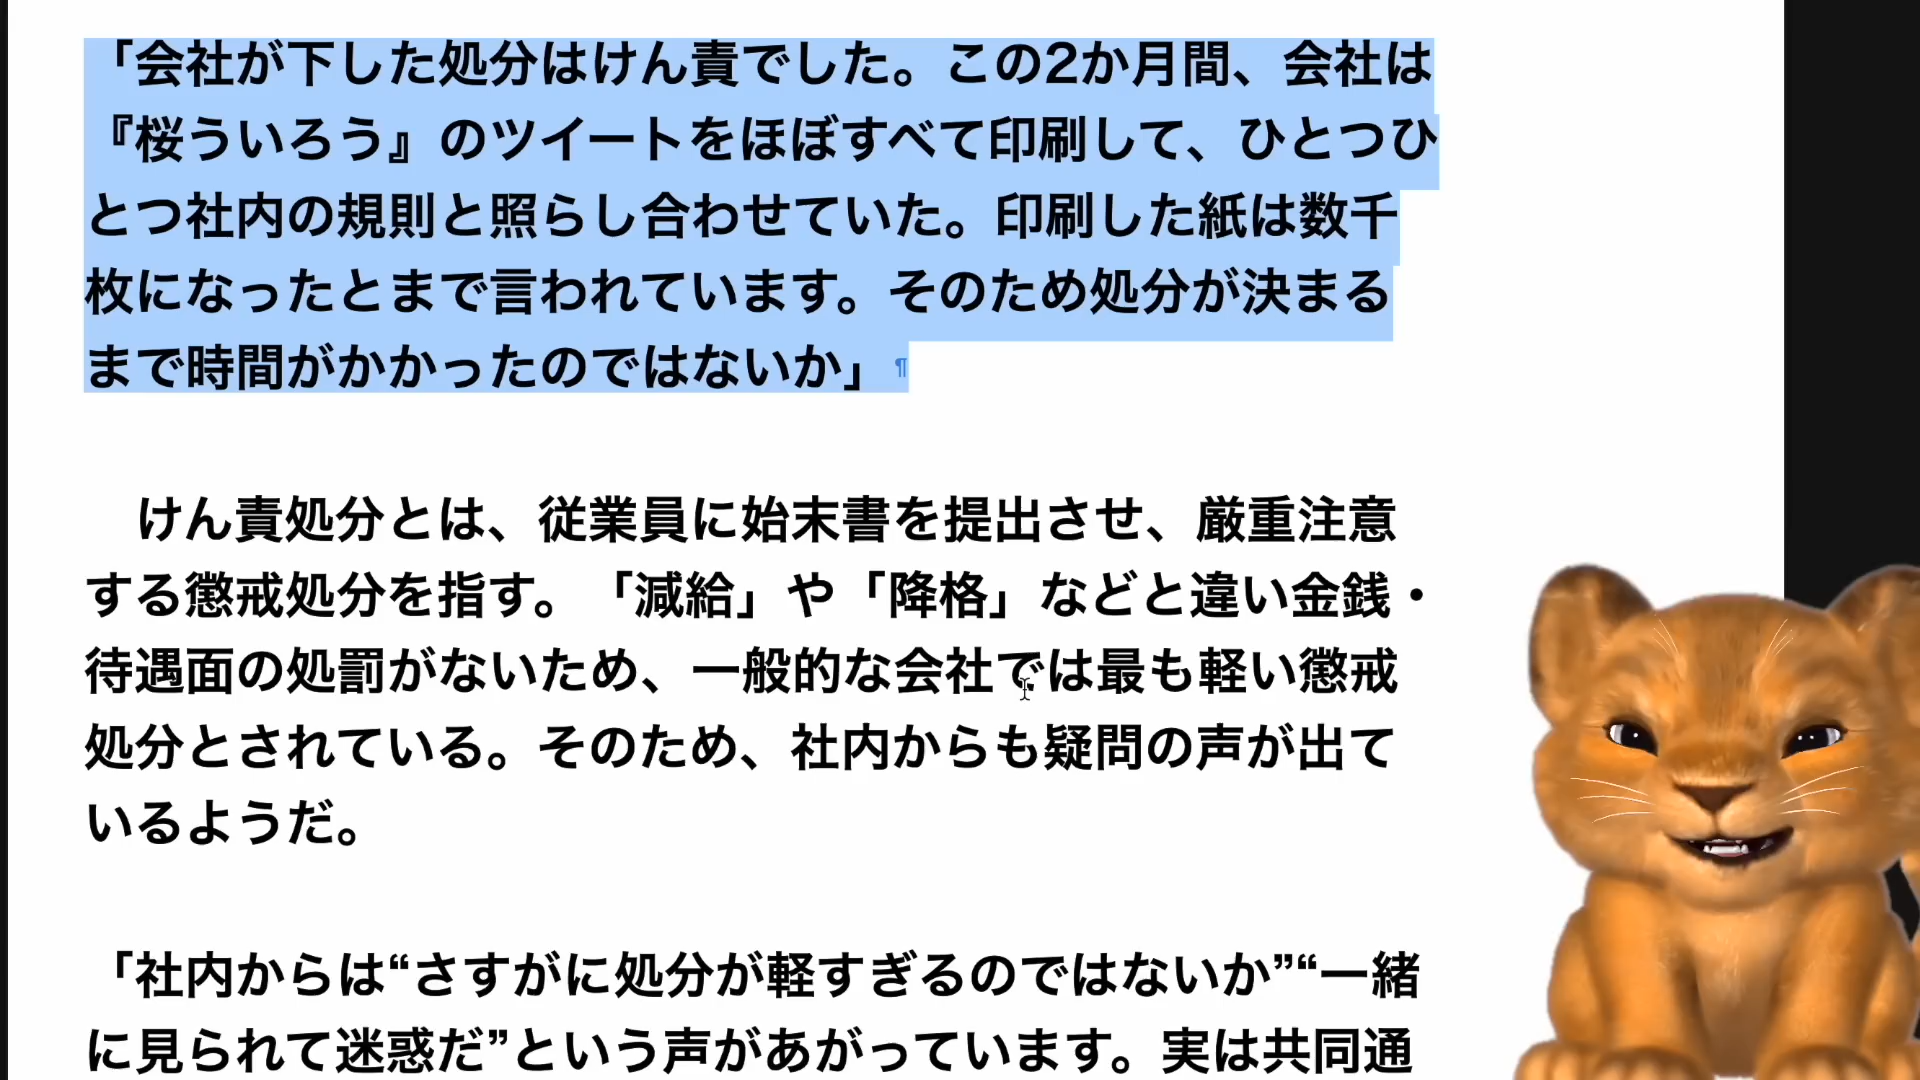 「会社が下した処分はけん責でした。この2か月間、会社は
『桜ういろう』のツイートをほぼすべて印刷して、ひとつひ
とつ社内の規則と照らし合わせていた。印刷した紙は数千
枚になったとまで言われています。そのため処分が決まる
まで時間がかかったのではないか」
けん責処分とは、従業員に始末書を提出させ、厳重注意
する懲戒処分を指す。「減給」や「降格」などと違い金銭・
待遇面の処罰がないため、一般的な会社では最も軽い懲戒
処分とされている。そのため、社内からも疑問の声が出て
いるようだ。
「社内からは“さすがに処分が軽すぎるのではないか”“一緒
に見られて迷惑だ”という声があがっています。実は共同通